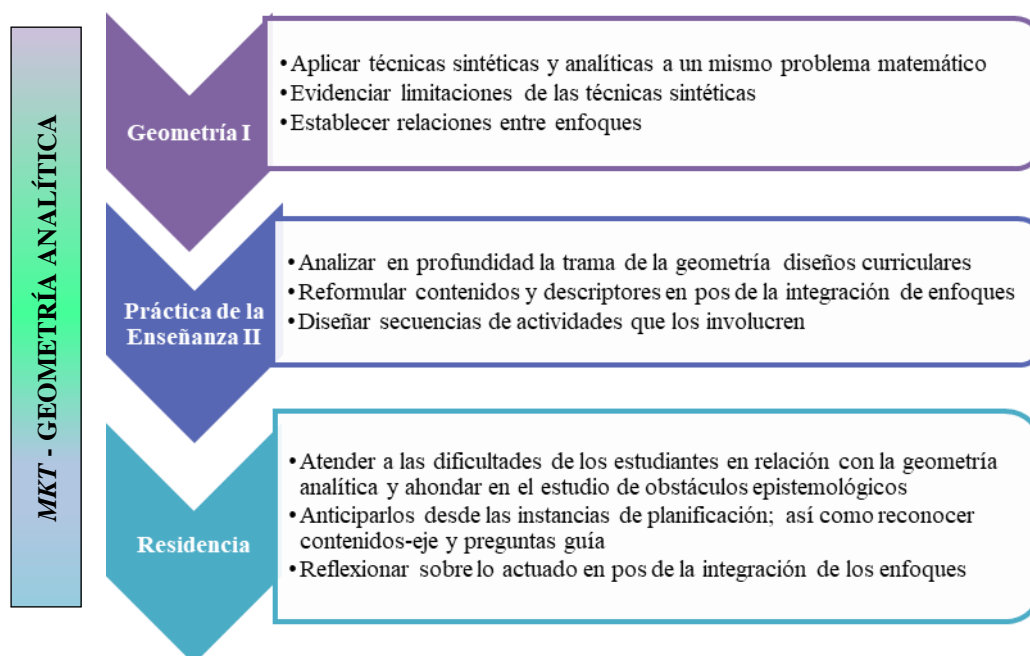 MKT - GEOMETRÍA ANALÍTICA
Geometría I
•Aplicar técnicas sintéticas y analíticas a un mismo problema matemático
•Evidenciar limitaciones de las técnicas sintéticas
•Establecer relaciones entre enfoques
Práctica de la
Enseñanza II
•Analizar en profundidad la trama de la geometría diseños curriculares
•Reformular contenidos y descriptores en pos de la integración de enfoques
•Diseñar secuencias de actividades que los involucren
Residencia
•Atender a las dificultades de los estudiantes en relación con la geometría
analítica y ahondar en el estudio de obstáculos epistemológicos
•Anticiparlos desde las instancias de planificación; así como reconocer
contenidos-eje y preguntas guía
•Reflexionar sobre lo actuado en pos de la integración de los enfoques